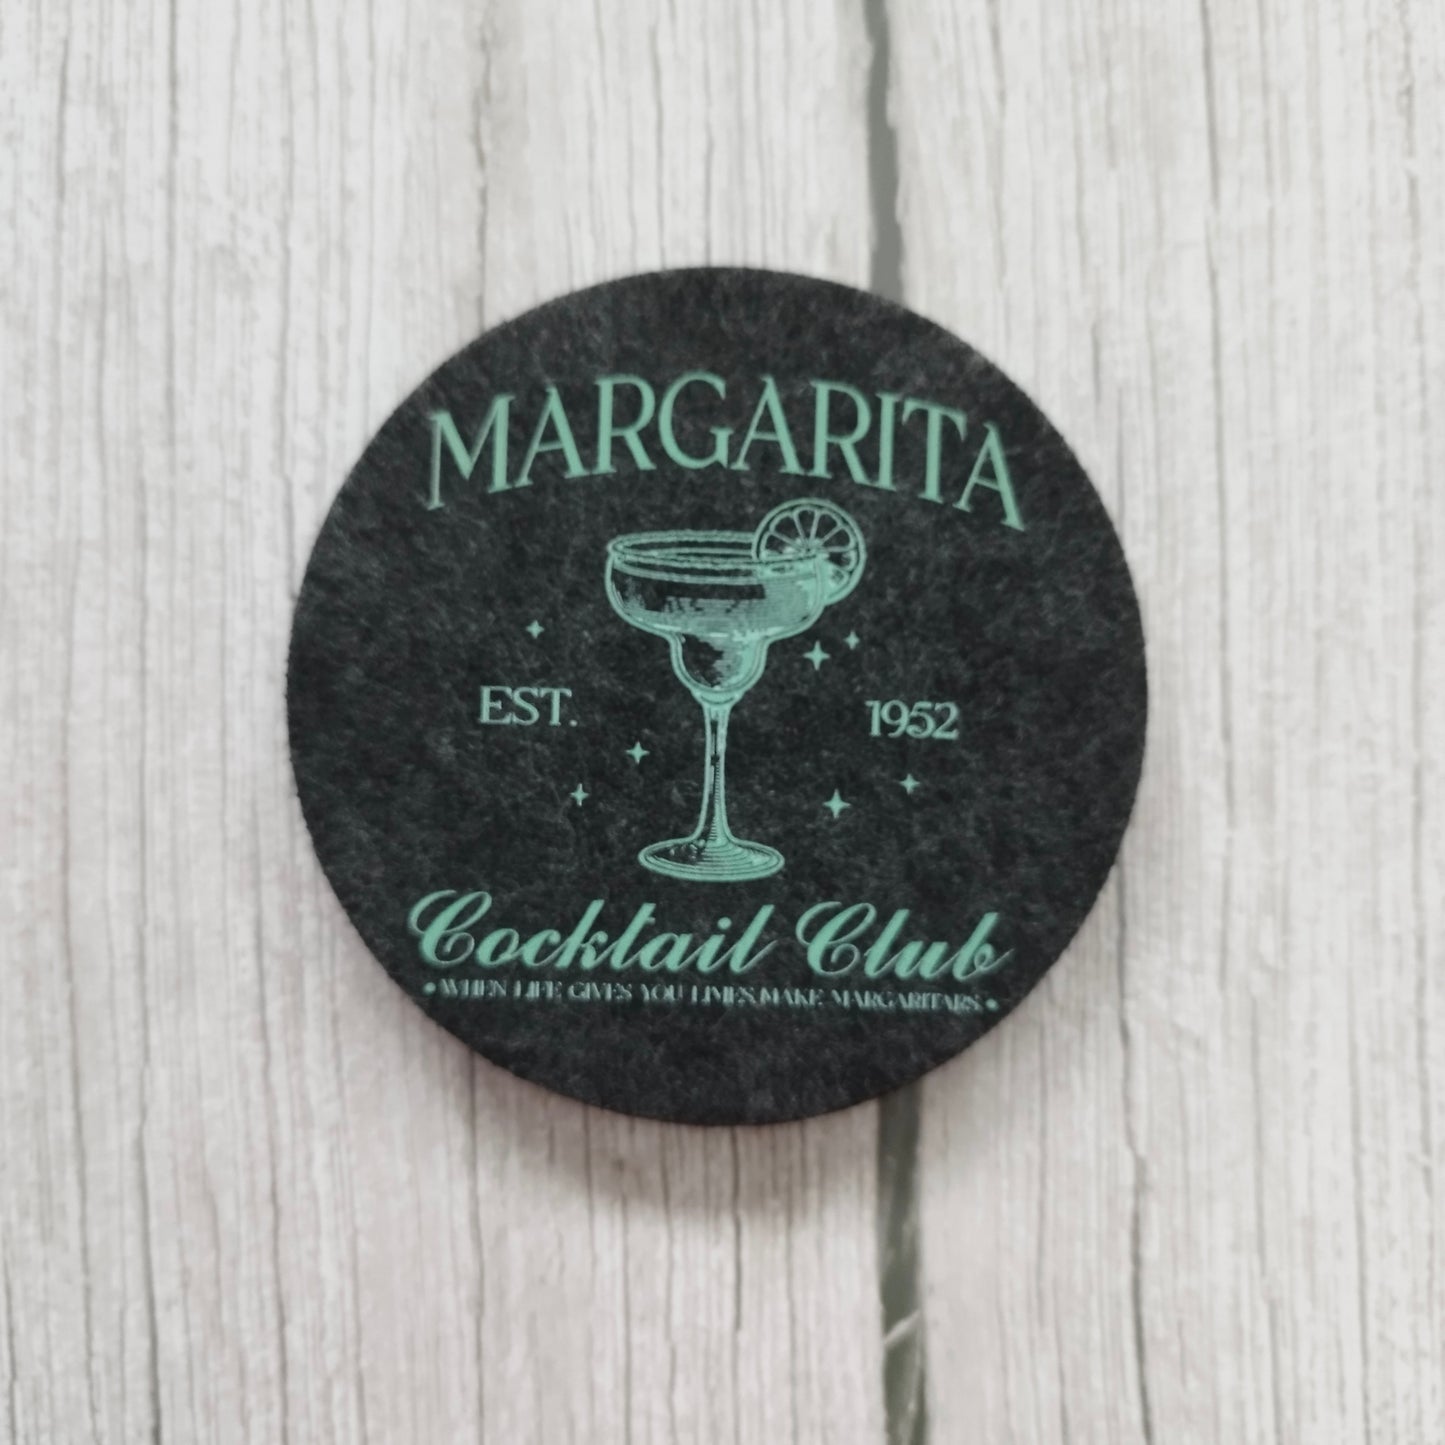 MARGARITA
EST. 1952
Cocktail Club
• WHEN LIFE GIVES YOU LIMES,MAKE MARGARITARS •